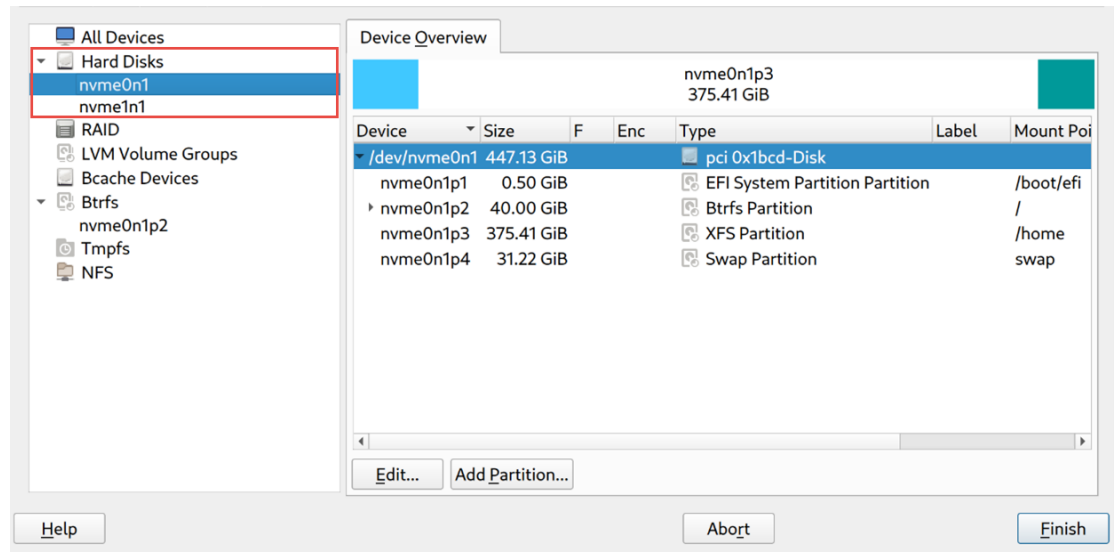 All Devices
Hard Disks
nvme0n1
nvme1n1
RAID
LVM Volume Groups
Bcache Devices
Btrfs
nvme0n1p2
Tmpfs
NFS
Device Overview
nvme0n1p3
375.41 GiB
Device Size F Enc Type Label Mount Poi
/dev/nvme0n1 447.13 GiB pci 0x1bcd-Disk
nvme0n1p1 0.50 GiB EFI System Partition Partition /boot/efi
nvme0n1p2 40.00 GiB Btrfs Partition /
nvme0n1p3 375.41 GiB XFS Partition /home
nvme0n1p4 31.22 GiB Swap Partition swap
Edit... Add Partition...
Help Abort Finish